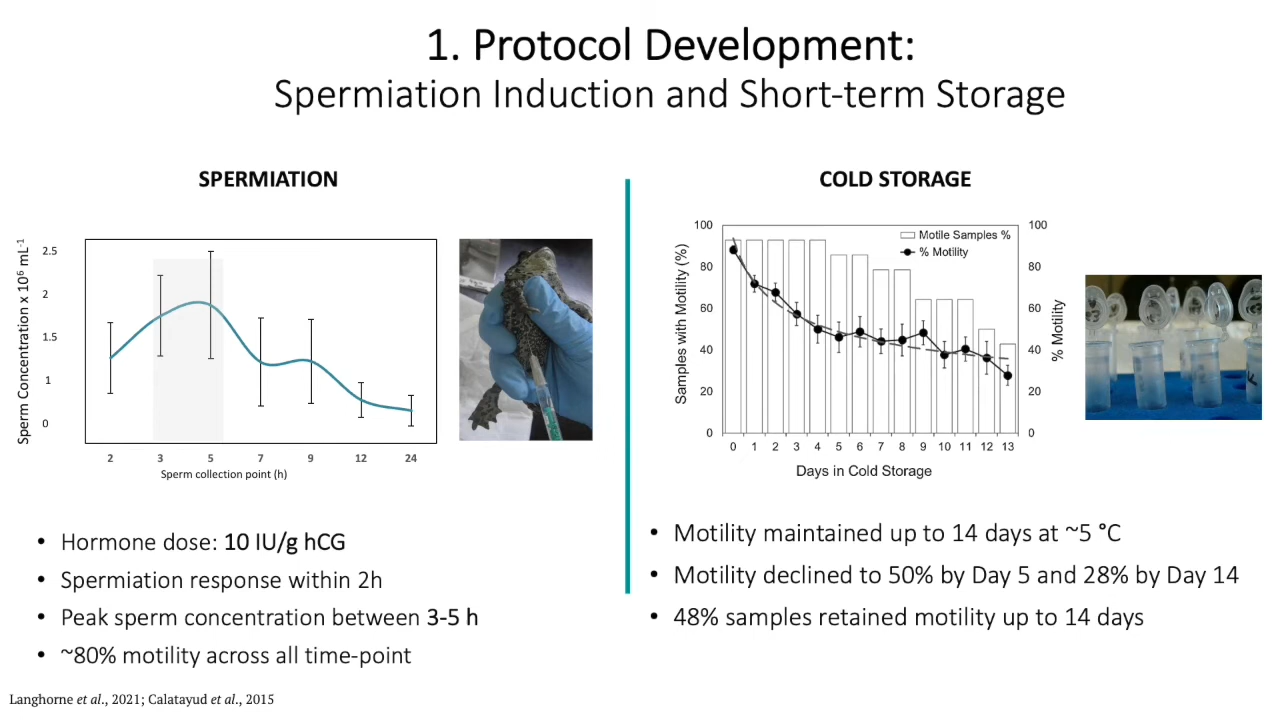 1. Protocol Development:
Spermiation Induction and Short-term Storage
SPERMIATION
Sperm Concentration x 10⁶ mL⁻¹
2.5
2
1.5
1
0
2 3 5 7 9 12 24
Sperm collection point (h)
• Hormone dose: 10 IU/g hCG
• Spermiation response within 2h
• Peak sperm concentration between 3-5 h
• ~80% motility across all time-point
COLD STORAGE
Samples with Motility (%)
100
80
60
40
20
0
Motile Samples %
% Motility
100
80
60
40
20
0
% Motility
0 1 2 3 4 5 6 7 8 9 10 11 12 13
Days in Cold Storage
• Motility maintained up to 14 days at ~5 °C
• Motility declined to 50% by Day 5 and 28% by Day 14
• 48% samples retained motility up to 14 days
Langhorne et al., 2021; Calatayud et al., 2015